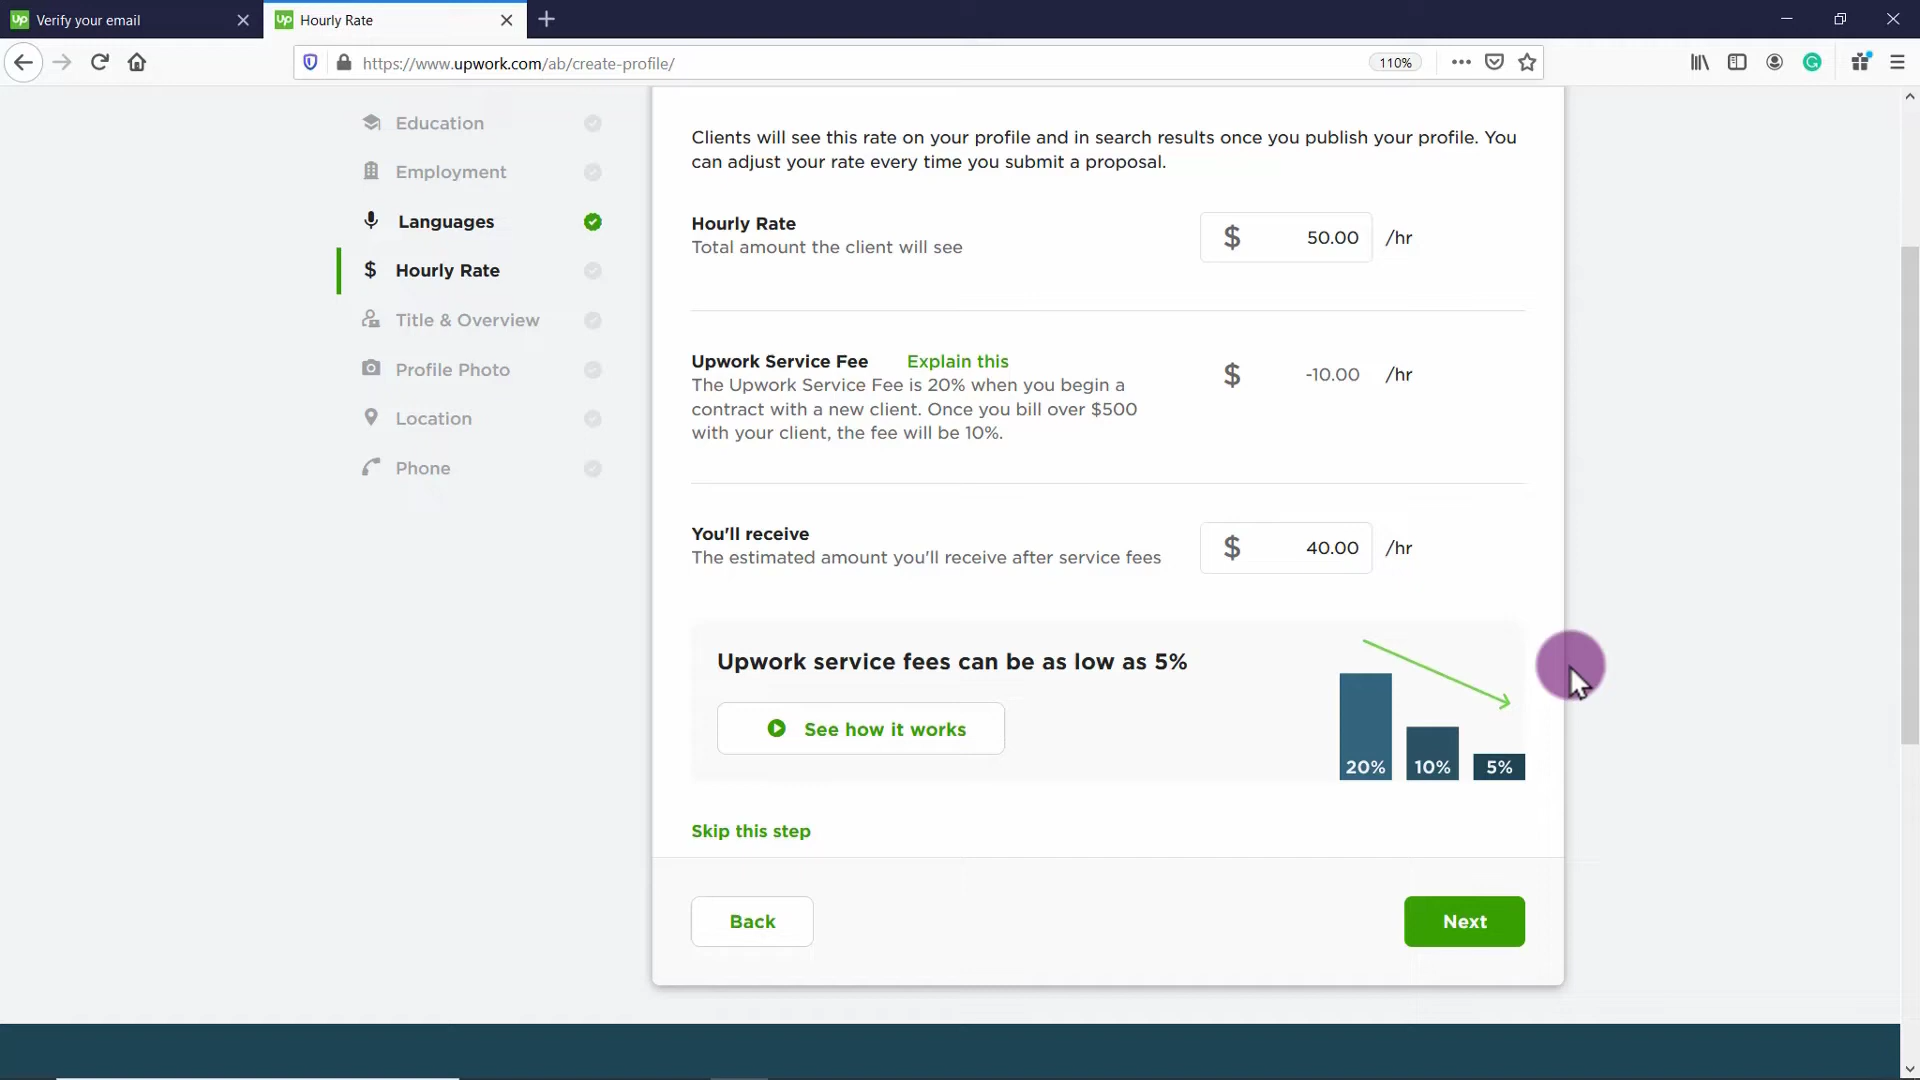 Verify your email
Hourly Rate
https://www.upwork.com/ab/create-profile/
110%
Education
Employment
Languages
$ Hourly Rate
Title & Overview
Profile Photo
Location
Phone
Clients will see this rate on your profile and in search results once you publish your profile. You
can adjust your rate every time you submit a proposal.
Hourly Rate
Total amount the client will see
$ 50.00 /hr
Upwork Service Fee Explain this
The Upwork Service Fee is 20% when you begin a
contract with a new client. Once you bill over $500
with your client, the fee will be 10%.
$ -10.00 /hr
You'll receive
The estimated amount you'll receive after service fees
$ 40.00 /hr
Upwork service fees can be as low as 5%
See how it works
20% 10% 5%
Skip this step
Back
Next